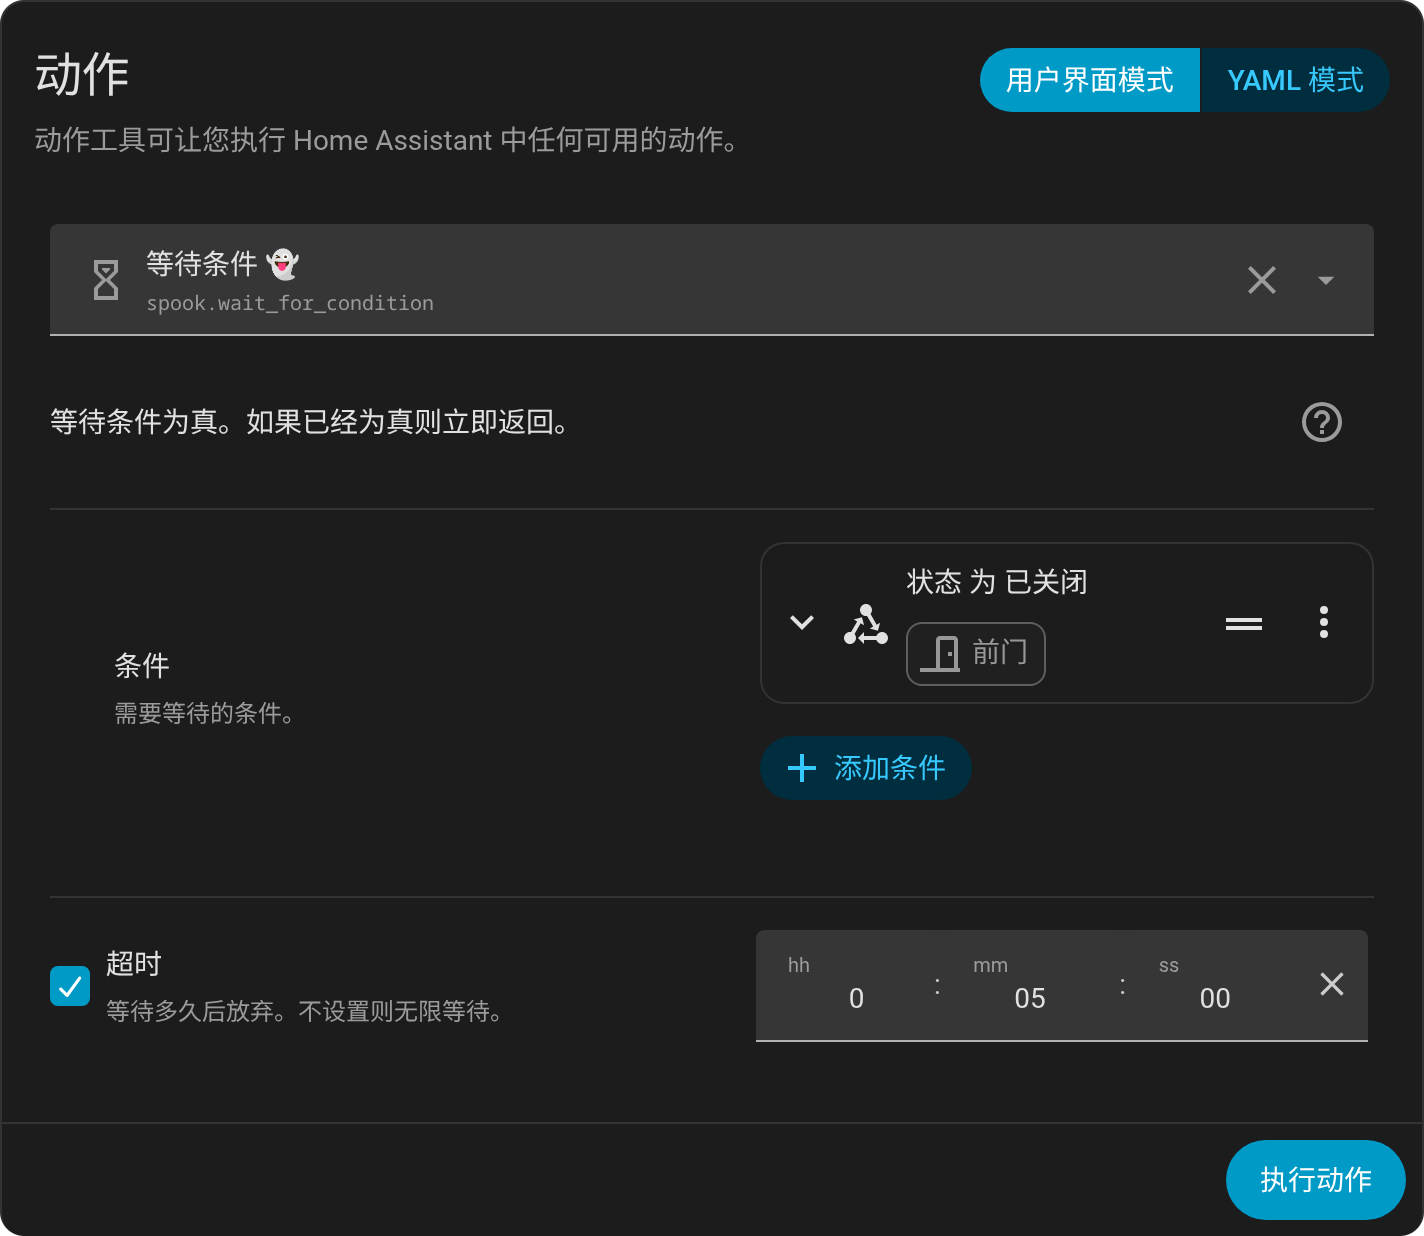 动作
用户界面模式
YAML 模式
动作工具可让您执行 Home Assistant 中任何可用的动作。
等待条件 👻
spook.wait_for_condition
等待条件为真。如果已经为真则立即返回。
条件
需要等待的条件。
状态 为 已关闭
前门
添加条件
超时
等待多久后放弃。不设置则无限等待。
hh
0
:
mm
05
:
ss
00
执行动作